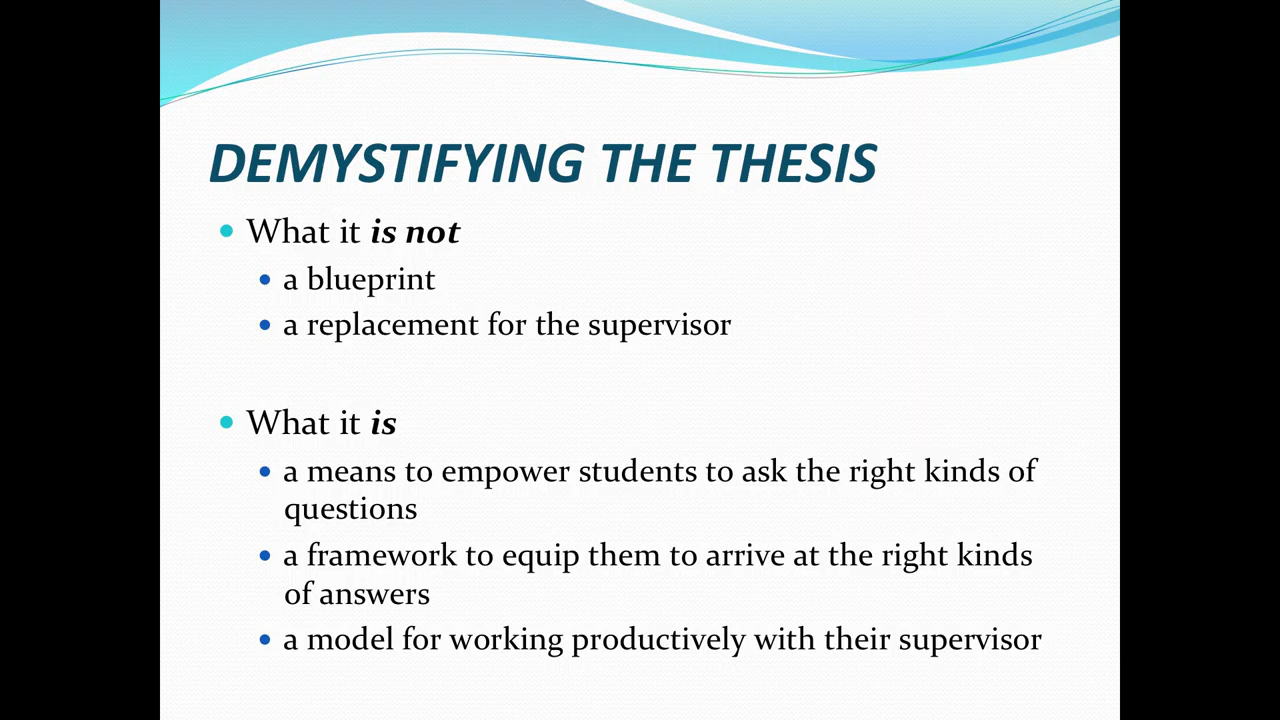 DEMYSTIFYING THE THESIS
• What it is not
• a blueprint
• a replacement for the supervisor
• What it is
• a means to empower students to ask the right kinds of
questions
• a framework to equip them to arrive at the right kinds
of answers
• a model for working productively with their supervisor